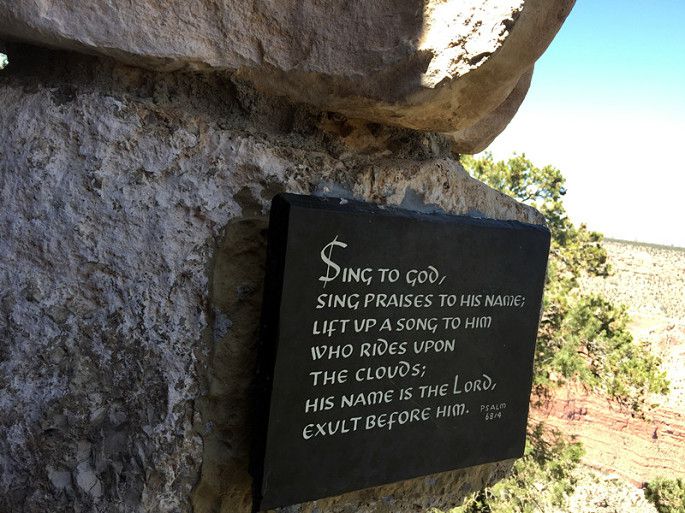 Sing to God,
sing praises to his name;
lift up a song to him
who rides upon
the clouds;
his name is the Lord,
exult before him.
Psalm
68:4